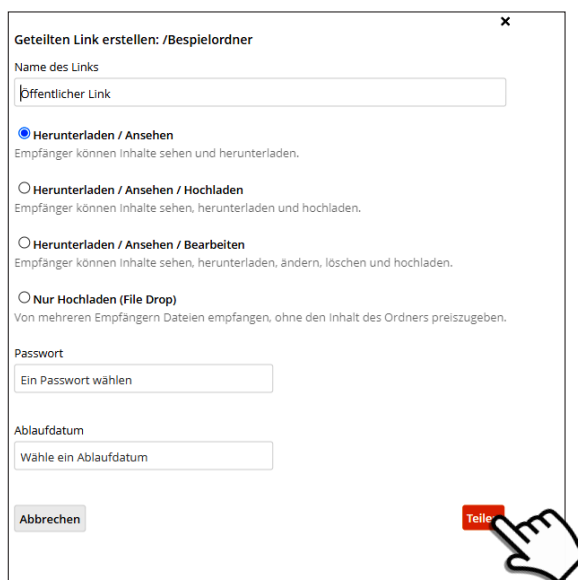 Geteilten Link erstellen: /Bespielordner
Name des Links
Öffentlicher Link
Herunterladen / Ansehen
Empfänger können Inhalte sehen und herunterladen.
Herunterladen / Ansehen / Hochladen
Empfänger können Inhalte sehen, herunterladen und hochladen.
Herunterladen / Ansehen / Bearbeiten
Empfänger können Inhalte sehen, herunterladen, ändern, löschen und hochladen.
Nur Hochladen (File Drop)
Von mehreren Empfängern Dateien empfangen, ohne den Inhalt des Ordners preiszugeben.
Passwort
Ein Passwort wählen
Ablaufdatum
Wähle ein Ablaufdatum
Abbrechen
Teilen